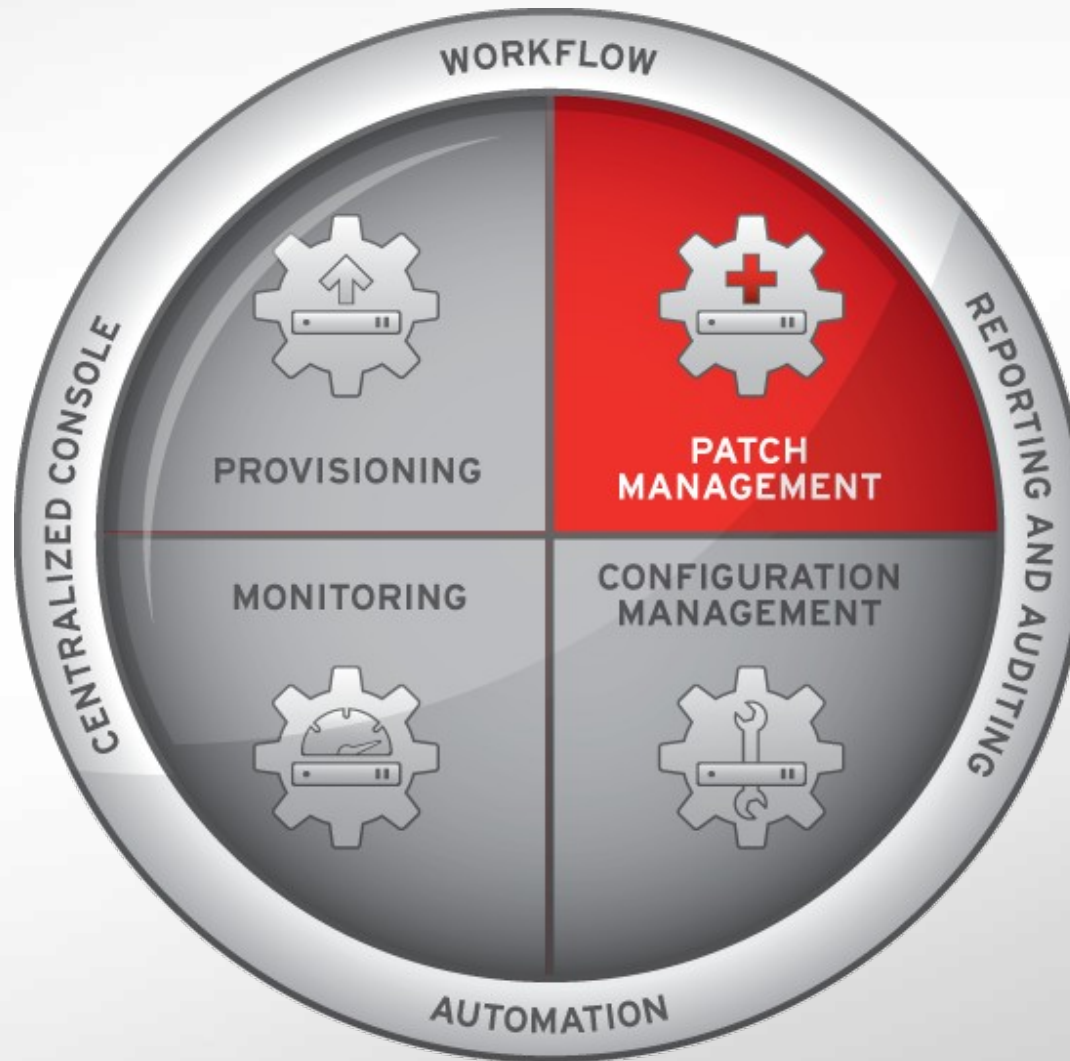 WORKFLOW
PROVISIONING
PATCH
MANAGEMENT
CENTRALIZED CONSOLE
REPORTING AND AUDITING
MONITORING
CONFIGURATION
MANAGEMENT
AUTOMATION